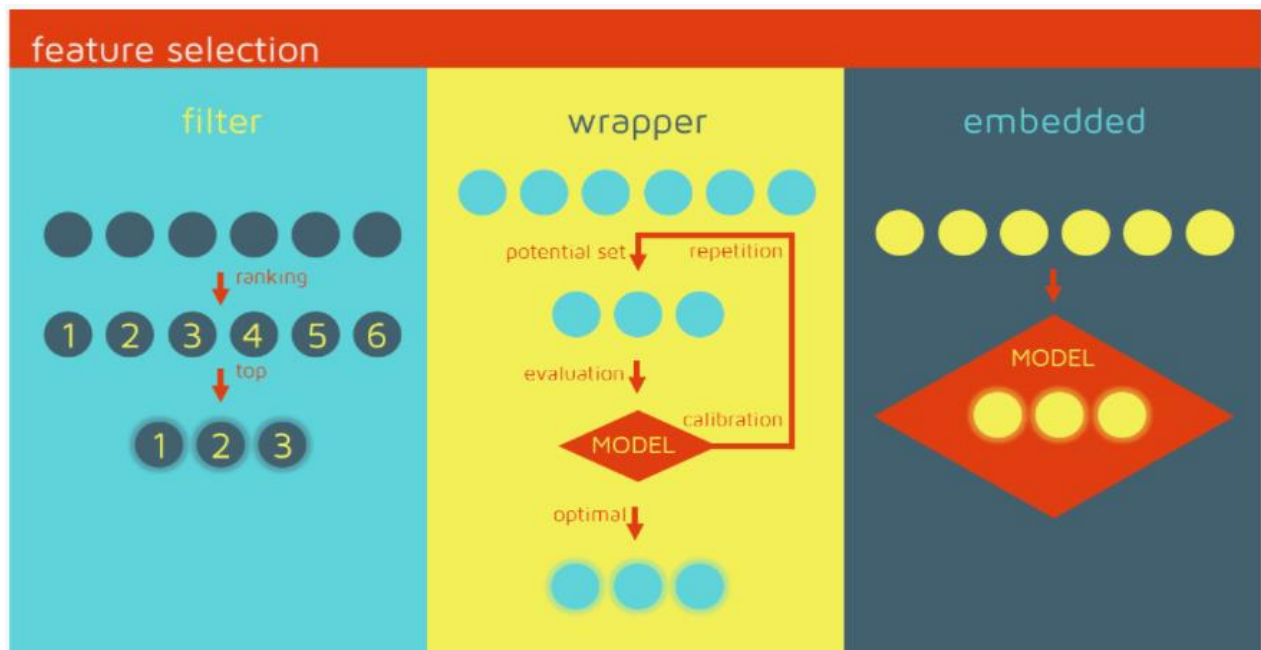 feature selection
filter
ranking
1 2 3 4 5 6
top
1 2 3
wrapper
potential set
repetition
evaluation
calibration
MODEL
optimal
embedded
MODEL